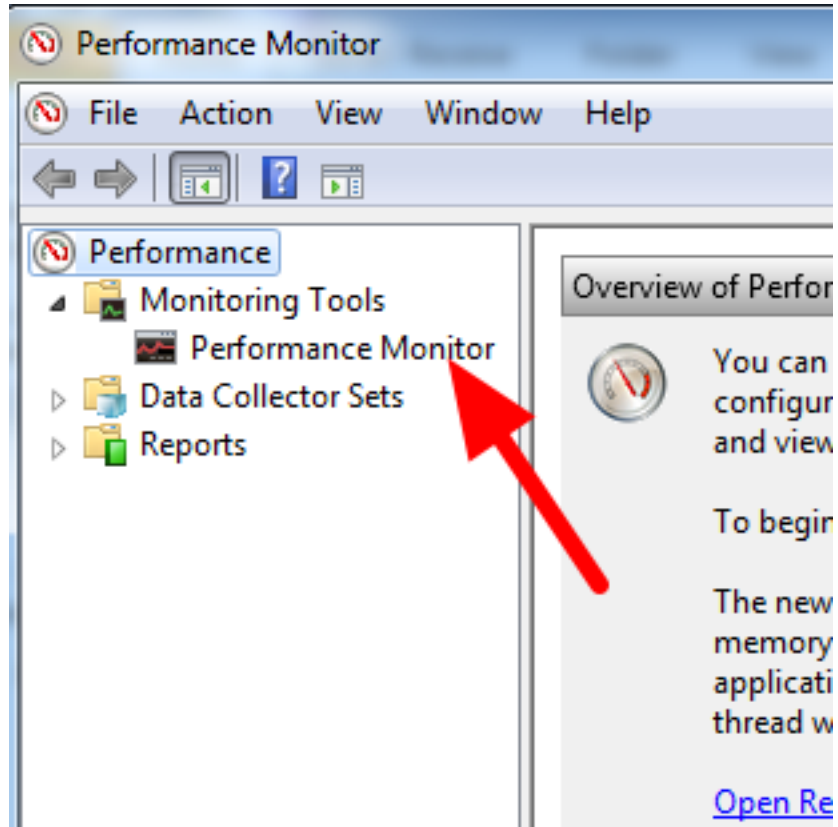 Performance Monitor
File Action View Window Help
Performance
Monitoring Tools
Performance Monitor
Data Collector Sets
Reports
Overview of Perfor
You can
configur
and view
To begin
The new
memory
applicati
thread w
Open Re